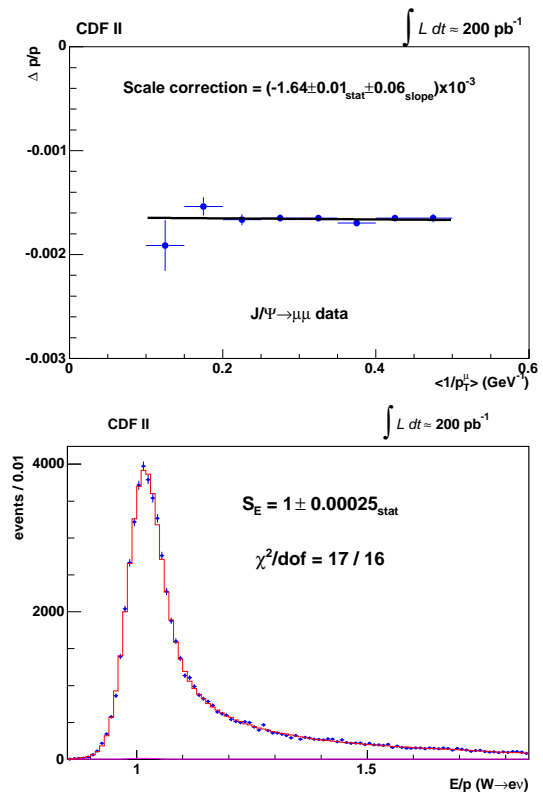 CDF II ∫ L dt ≈ 200 pb⁻¹
Δ p/p
0
Scale correction = (-1.64±0.01stat±0.06slope)x10⁻³
-0.001
-0.002
J/Ψ→μμ data
-0.003
0 0.2 0.4 0.6
<1/p_T^μ> (GeV⁻¹)
CDF II ∫ L dt ≈ 200 pb⁻¹
events / 0.01
4000
S_E = 1 ± 0.00025stat
χ²/dof = 17 / 16
2000
0
1 1.5
E/p (W→eν)